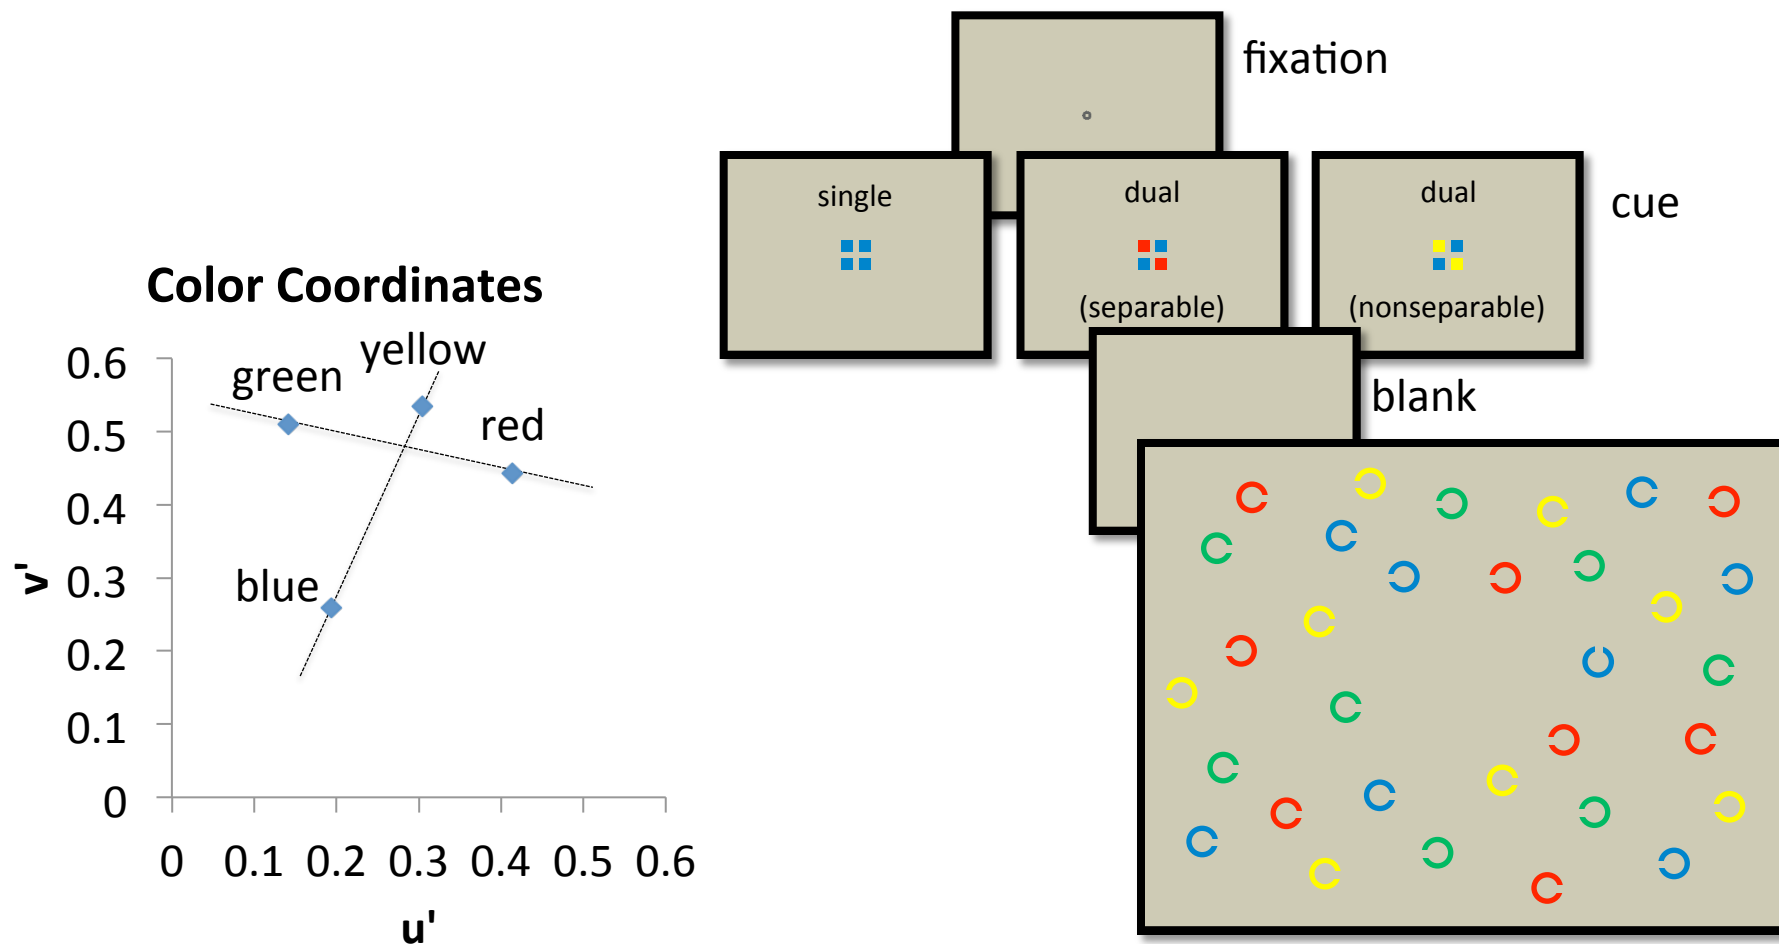 Color Coordinates
v'
0.6
0.5
0.4
0.3
0.2
0.1
0
0
0.1
0.2
0.3
0.4
0.5
0.6
u'
green
yellow
red
blue
fixation
single
dual
(separable)
dual
(nonseparable)
cue
blank